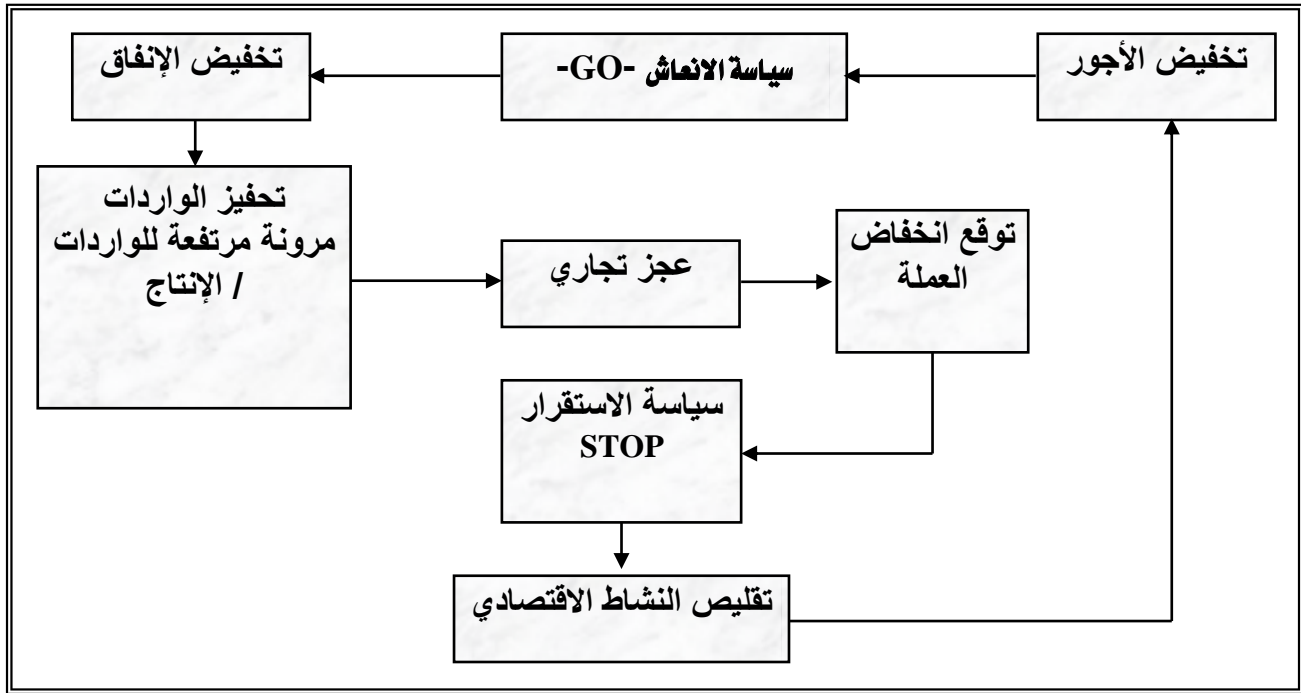 تخفيض الأجور
سياسة الانعاش -GO-
تخفيض الإنفاق
تحفيز الواردات
مرونة مرتفعة للواردات
/ الإنتاج
عجز تجاري
توقع انخفاض
العملة
سياسة الاستقرار
STOP
تقليص النشاط الاقتصادي